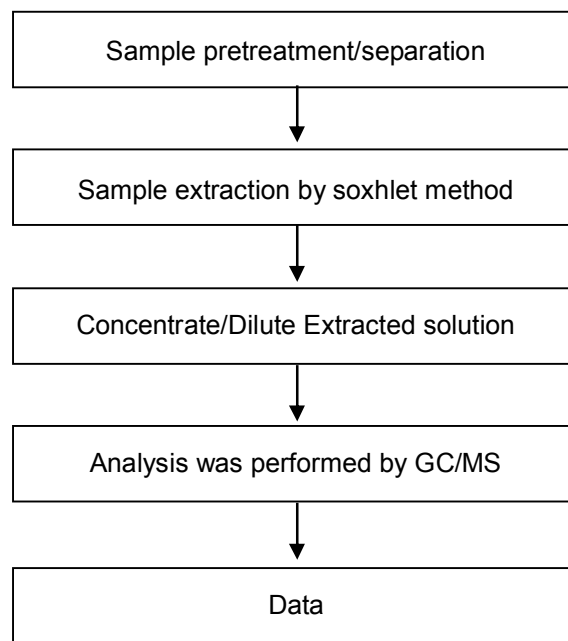 Sample pretreatment/separation
Sample extraction by soxhlet method
Concentrate/Dilute Extracted solution
Analysis was performed by GC/MS
Data